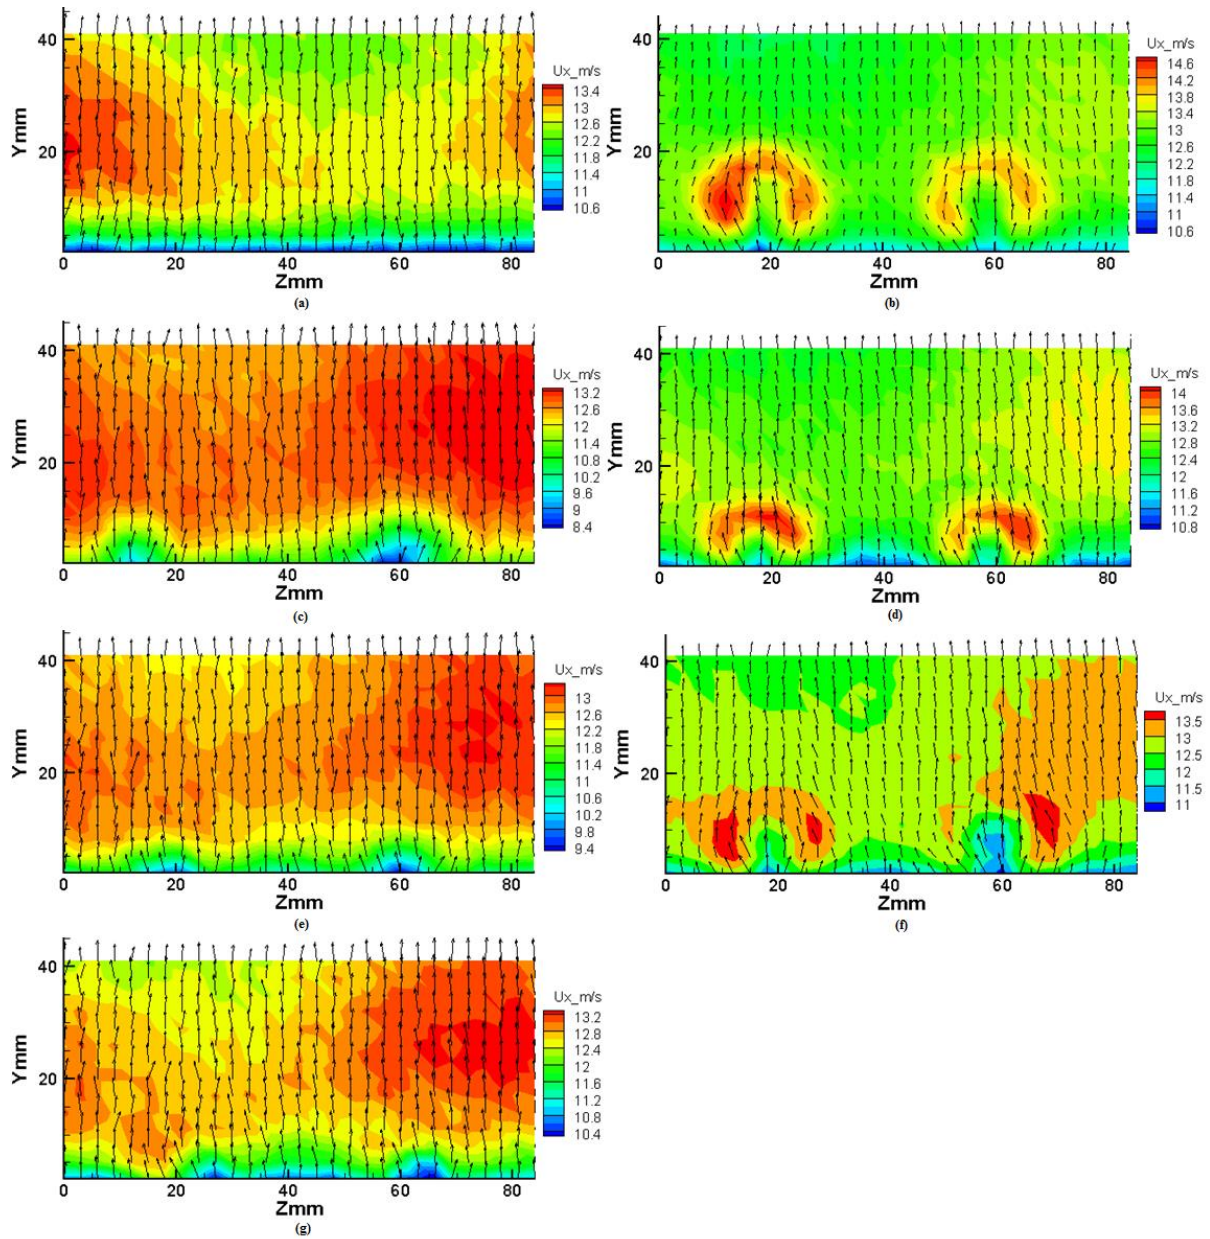 Ymm
40
20
0 20 40 60 80
Zmm
Ux_m/s
13.4
13
12.6
12.2
11.8
11.4
11
10.6
(a)
Ymm
40
20
0 20 40 60 80
Zmm
Ux_m/s
14.6
14.2
13.8
13.4
13
12.6
12.2
11.8
11.4
11
10.6
(b)
Ymm
40
20
0 20 40 60 80
Zmm
Ux_m/s
13.2
12.6
12
11.4
10.8
10.2
9.6
9
8.4
(c)
Ymm
40
20
0 20 40 60 80
Zmm
Ux_m/s
14
13.6
13.2
12.8
12.4
12
11.6
11.2
10.8
(d)
Ymm
40
20
0 20 40 60 80
Zmm
Ux_m/s
13
12.6
12.2
11.8
11.4
11
10.6
10.2
9.8
9.4
(e)
Ymm
40
20
0 20 40 60 80
Zmm
Ux_m/s
13.5
13
12.5
12
11.5
11
(f)
Ymm
40
20
0 20 40 60 80
Zmm
Ux_m/s
13.2
12.8
12.4
12
11.6
11.2
10.8
10.4
(g)